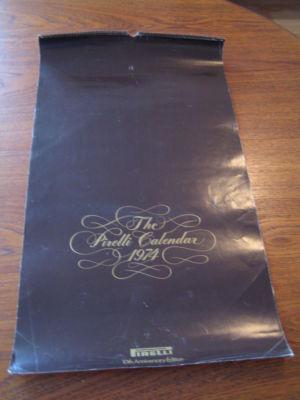 The
Pirelli Calendar
1974
PIRELLI
10th Anniversary Edition